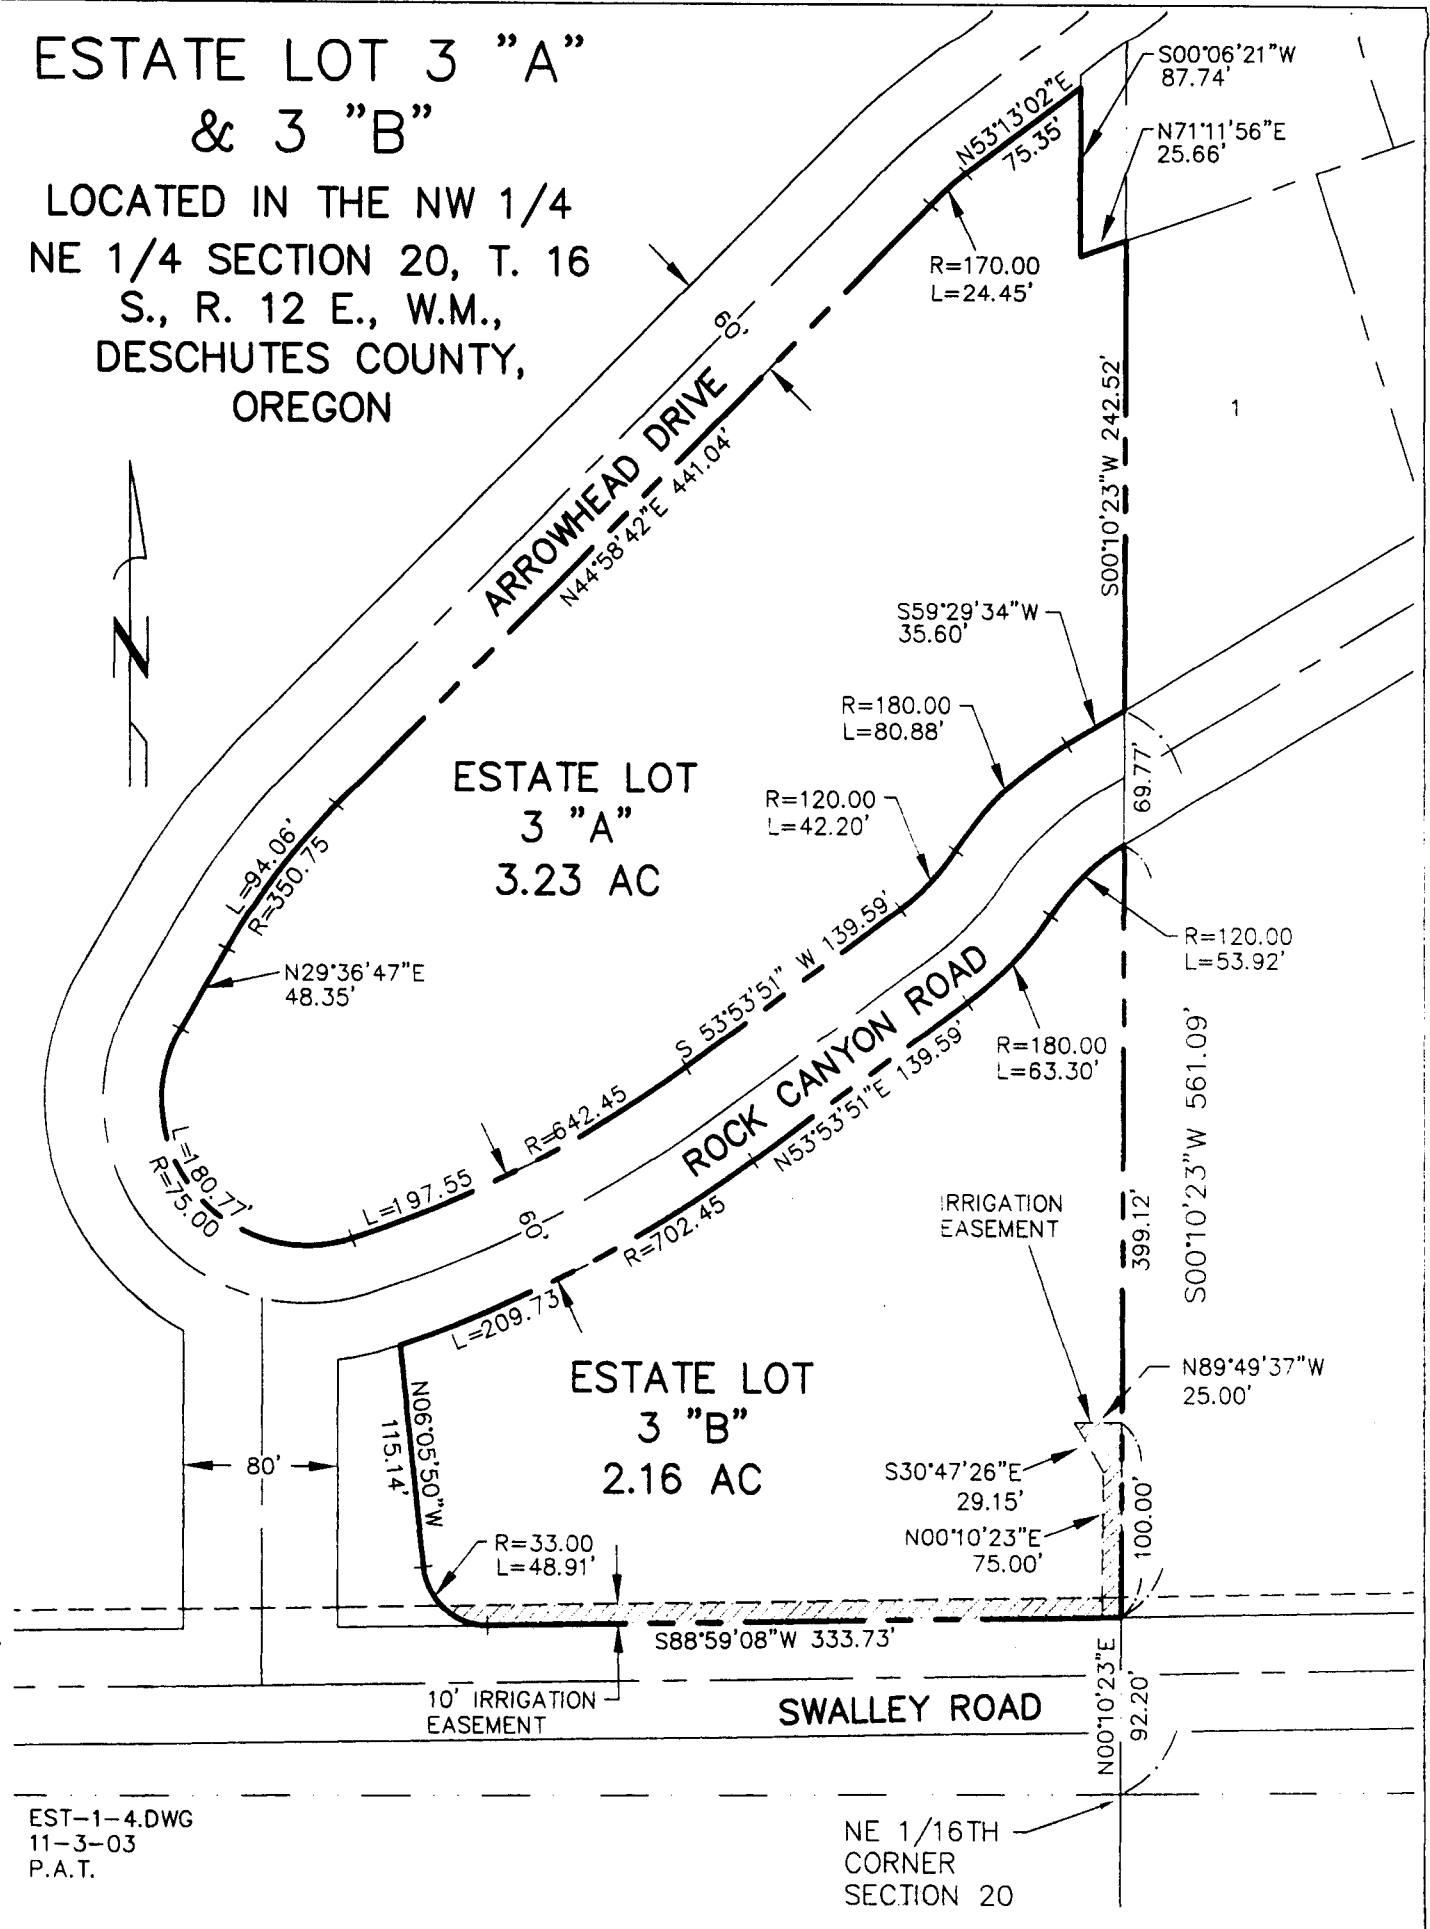 ESTATE LOT 3 "A"
& 3 "B"
LOCATED IN THE NW 1/4
NE 1/4 SECTION 20, T. 16
S., R. 12 E., W.M.,
DESCHUTES COUNTY,
OREGON
S00°06'21"W
87.74'
N71°11'56"E
25.66'
N53°13'02"E
75.35'
R=170.00
L=24.45'
60'
ARROWHEAD DRIVE
N44°58'42"E 441.04'
S00°10'23"W 242.52'
1
N
S59°29'34"W
35.60'
R=180.00
L=80.88'
R=120.00
L=42.20'
69.77'
ESTATE LOT
3 "A"
3.23 AC
L=94.06'
R=350.75
N29°36'47"E
48.35'
S 53°53'51" W 139.59'
R=120.00
L=53.92'
ROCK CANYON ROAD
R=180.00
L=63.30'
N53°53'51"E 139.59'
R=642.45
L=197.55
L=180.77'
R=75.00
60'
R=702.45
L=209.73
IRRIGATION
EASEMENT
399.12'
S00°10'23"W 561.09'
ESTATE LOT
3 "B"
2.16 AC
N89°49'37"W
25.00'
N06°05'50"W
115.14'
80'
S30°47'26"E
29.15'
N00°10'23"E
75.00'
100.00'
R=33.00
L=48.91'
S88°59'08"W 333.73'
10' IRRIGATION
EASEMENT
SWALLEY ROAD
N00°10'23"E
92.20'
EST-1-4.DWG
11-3-03
P.A.T.
NE 1/16TH
CORNER
SECTION 20